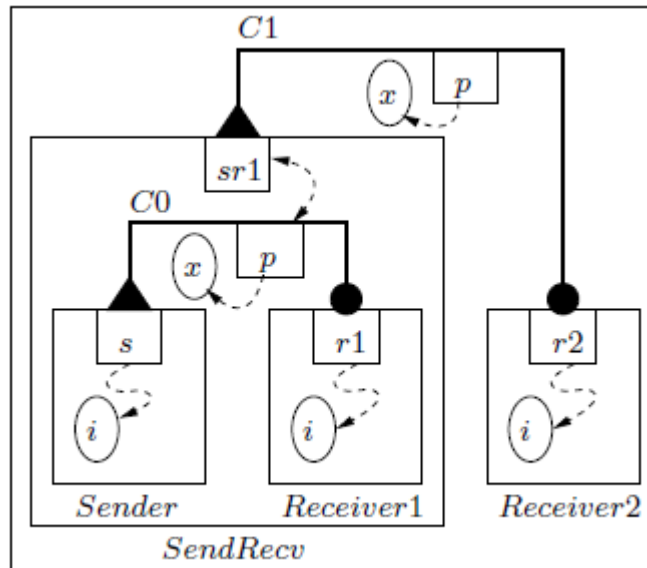 C1
x p
sr1
C0
x p
s r1 r2
i i i
Sender Receiver1 Receiver2
SendRecv